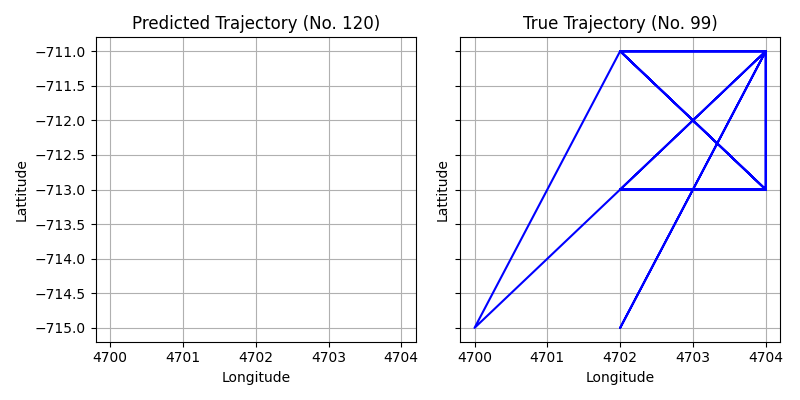 Predicted Trajectory (No. 120)
True Trajectory (No. 99)
−711.0
−711.5
−712.0
−712.5
−713.0
−713.5
−714.0
−714.5
−715.0
Lattitude
Lattitude
4700 4701 4702 4703 4704
4700 4701 4702 4703 4704
Longitude
Longitude